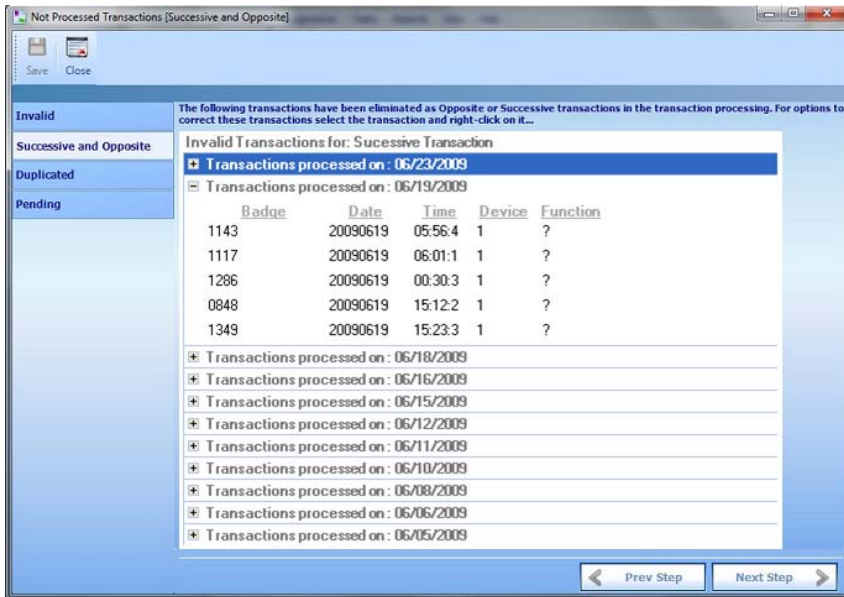 Not Processed Transactions [Successive and Opposite]
Save Close
The following transactions have been eliminated as Opposite or Successive transactions in the transaction processing. For options to
correct these transactions select the transaction and right-click on it...
Invalid
Successive and Opposite
Duplicated
Pending
Invalid Transactions for: Sucessive Transaction
Transactions processed on : 06/23/2009
Transactions processed on : 06/19/2009
Badge Date Time Device Function
1143 20090619 05:56:4 1 ?
1117 20090619 06:01:1 1 ?
1286 20090619 00:30:3 1 ?
0848 20090619 15:12:2 1 ?
1349 20090619 15:23:3 1 ?
Transactions processed on : 06/18/2009
Transactions processed on : 06/16/2009
Transactions processed on : 06/15/2009
Transactions processed on : 06/12/2009
Transactions processed on : 06/11/2009
Transactions processed on : 06/10/2009
Transactions processed on : 06/08/2009
Transactions processed on : 06/06/2009
Transactions processed on : 06/05/2009
Prev Step Next Step